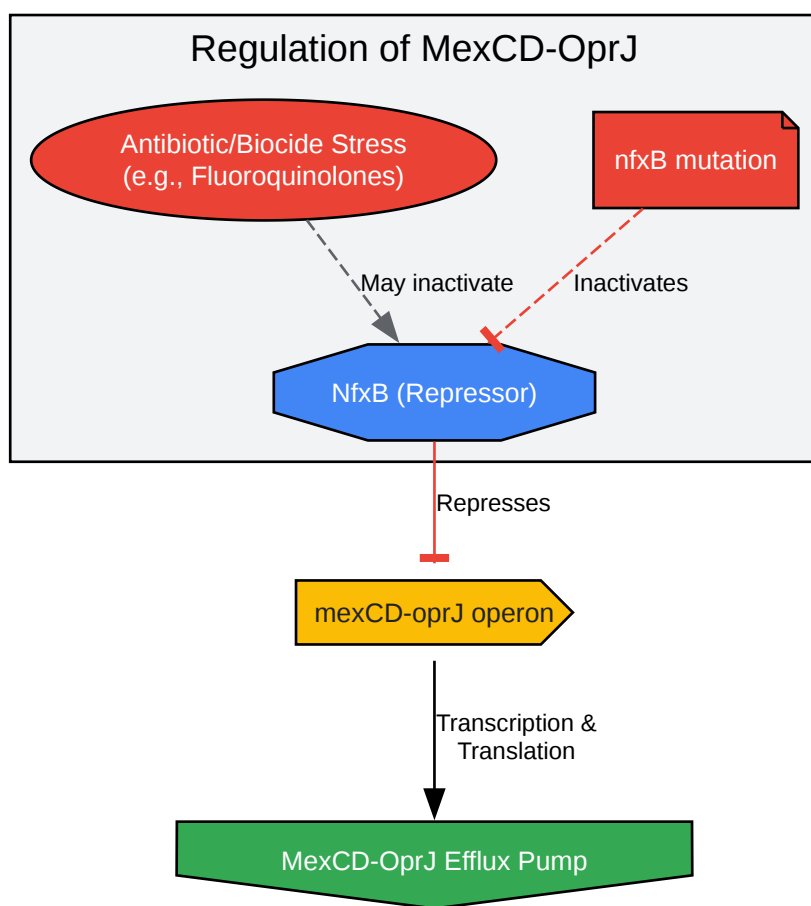 Regulation of MexCD-OprJ
Antibiotic/Biocide Stress
(e.g., Fluoroquinolones)
nfxB mutation
May inactivate
Inactivates
NfxB (Repressor)
Represses
mexCD-oprJ operon
Transcription &
Translation
MexCD-OprJ Efflux Pump